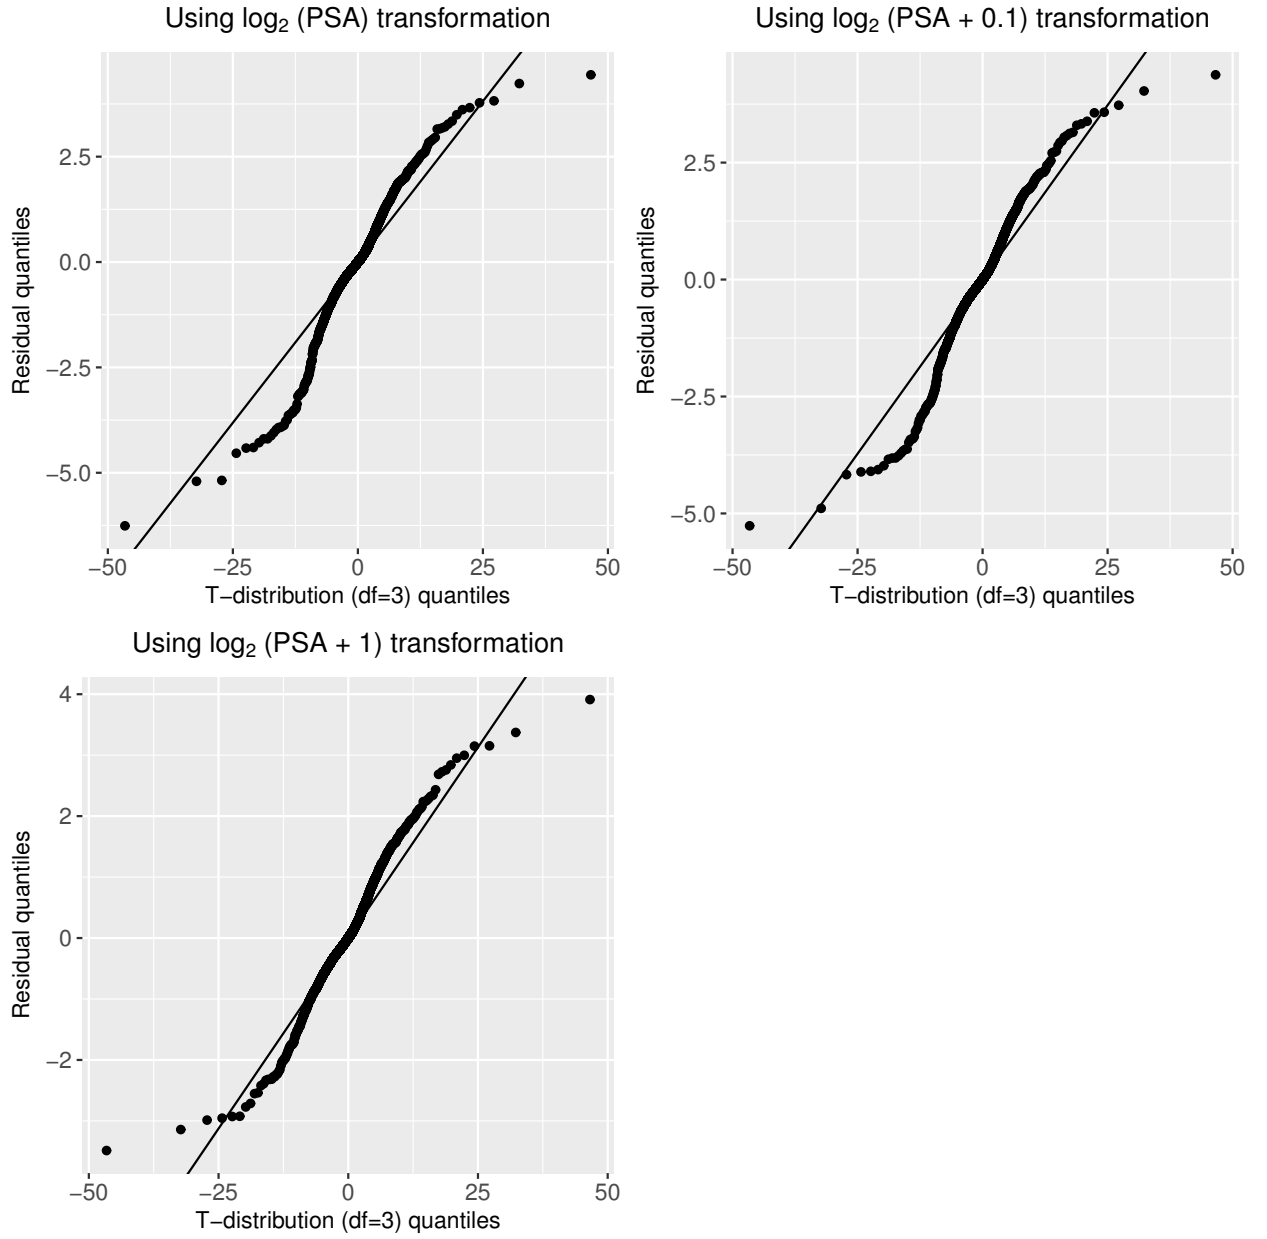 Using log₂ (PSA) transformation
2.5
0.0
−2.5
−5.0
Residual quantiles
−50 −25 0 25 50
T−distribution (df=3) quantiles
Using log₂ (PSA + 0.1) transformation
2.5
0.0
−2.5
−5.0
Residual quantiles
−50 −25 0 25 50
T−distribution (df=3) quantiles
Using log₂ (PSA + 1) transformation
4
2
0
−2
Residual quantiles
−50 −25 0 25 50
T−distribution (df=3) quantiles